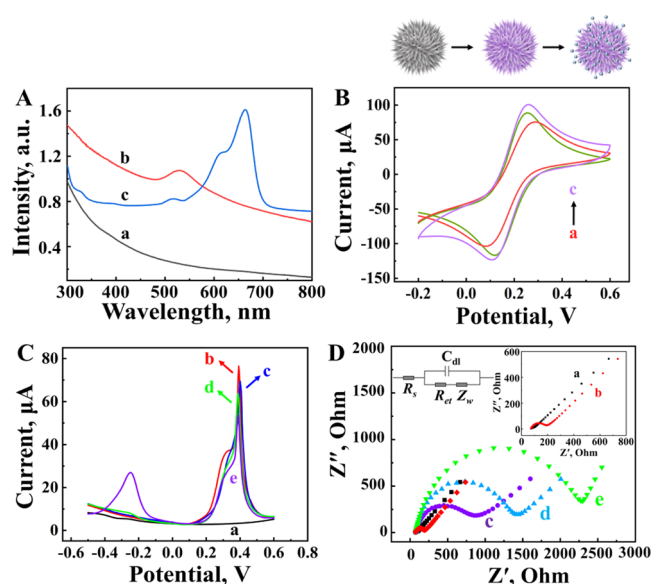 A
Intensity, a.u.
1.6
1.2
0.8
0.4
b
c
a
300 400 500 600 700 800
Wavelength, nm
B
Current, μA
100
50
0
-50
-100
-150
c
a
-0.2 0.0 0.2 0.4 0.6
Potential, V
C
Current, μA
80
60
40
20
0
b
c
d
e
a
-0.6 -0.4 -0.2 0.0 0.2 0.4 0.6 0.8
Potential, V
D
Z″, Ohm
2000
1500
1000
500
0
Cdl
Rs
Ret Zw
Z″, Ohm
600
400
200
0
a
b
0 200 400 600 800
Z′, Ohm
c
d
e
0 500 1000 1500 2000 2500 3000
Z′, Ohm